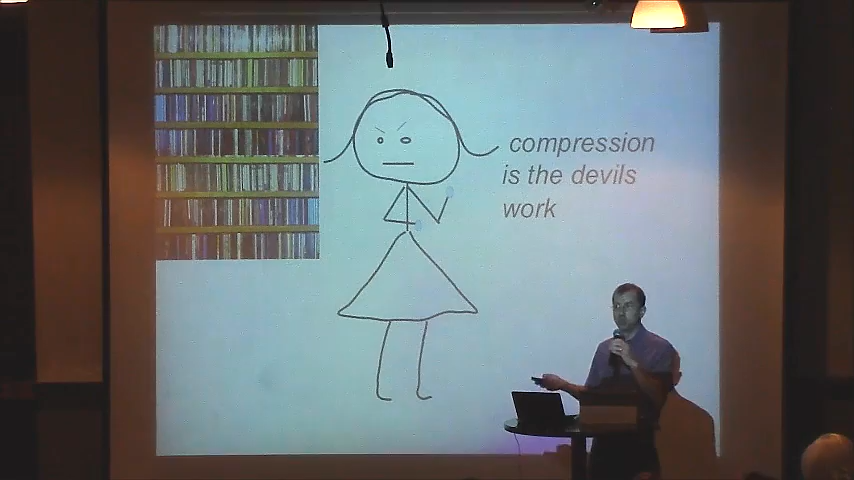 compression
is the devils
work